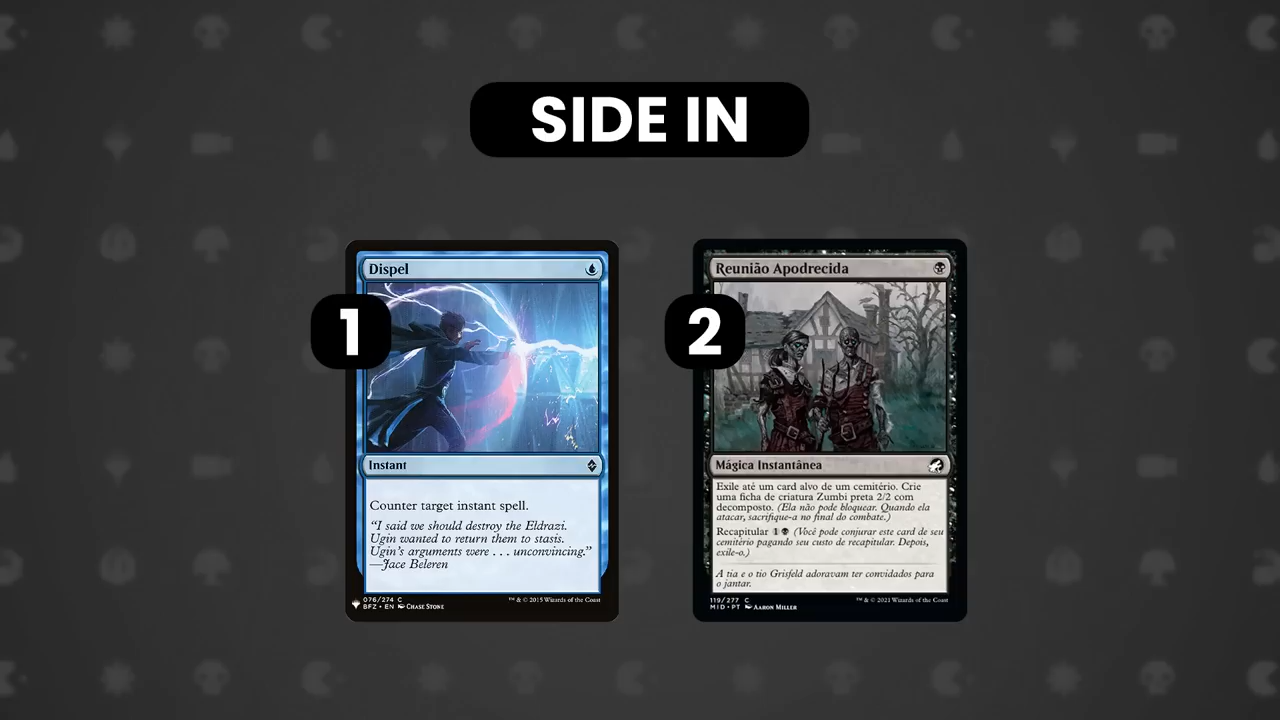 SIDE IN
Dispel
1
Instant
Counter target instant spell.
“I said we should destroy the Eldrazi.
Ugin wanted to return them to stasis.
Ugin’s arguments were . . . unconvincing.”
—Jace Beleren
076/274 C
BFZ • EN Chase Stone
™ & © 2015 Wizards of the Coast
Reunião Apodrecida
2
Mágica Instantânea
Exile até um card alvo de um cemitério. Crie
uma ficha de criatura Zumbi preta 2/2 com
decomposto. (Ela não pode bloquear. Quando ela
atacar, sacrifique-a no final do combate.)
Recapitular 1 (Você pode conjurar este card de seu
cemitério pagando seu custo de recapitular. Depois,
exile-o.)
A tia e o tio Grisfeld adoravam ter convidados para
o jantar.
119/277 C
MID • PT Aaron Miller
™ & © 2021 Wizards of the Coast